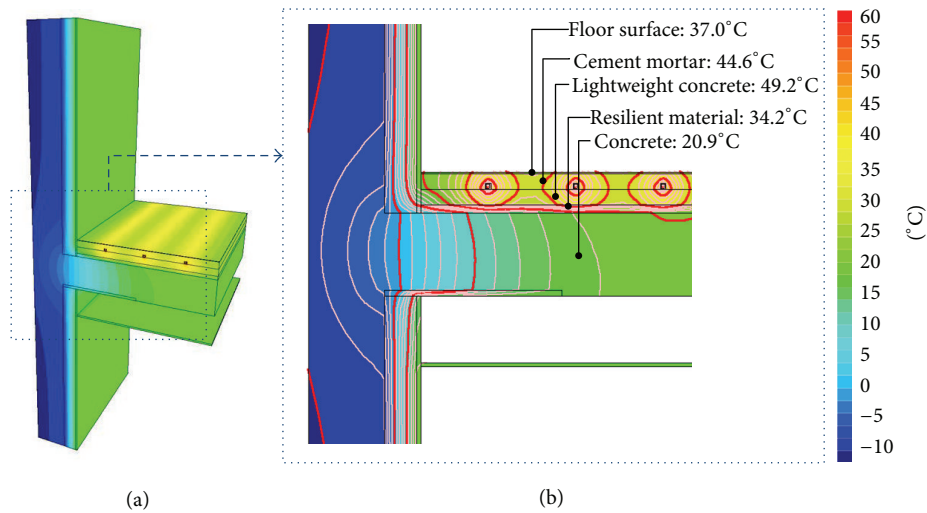 Floor surface: 37.0°C
Cement mortar: 44.6°C
Lightweight concrete: 49.2°C
Resilient material: 34.2°C
Concrete: 20.9°C
60
55
50
45
40
35
30
25
20
15
10
5
0
−5
−10
(°C)
(a)
(b)